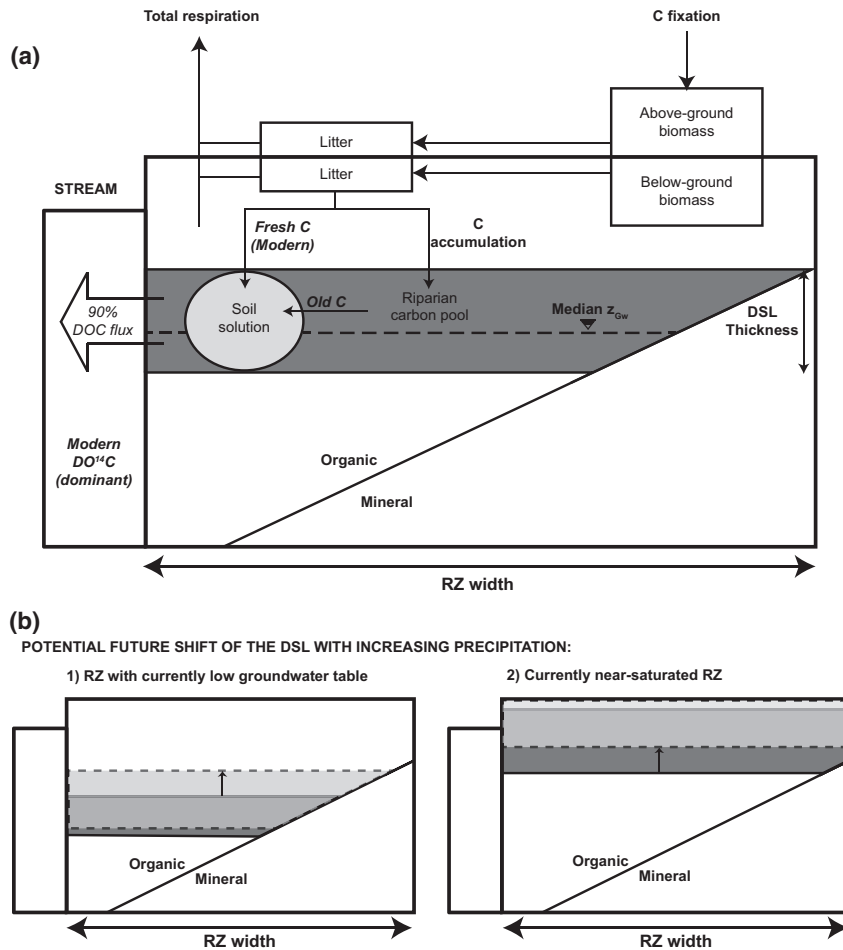 Total respiration
C fixation
(a)
Above-ground
biomass
Litter
Litter
Below-ground
biomass
STREAM
Fresh C
(Modern)
C
accumulation
90%
DOC flux
Soil
solution
Old C
Riparian
carbon pool
Median z_Gw
DSL
Thickness
Modern
DO¹⁴C
(dominant)
Organic
Mineral
RZ width
(b)
POTENTIAL FUTURE SHIFT OF THE DSL WITH INCREASING PRECIPITATION:
1) RZ with currently low groundwater table
2) Currently near-saturated RZ
Organic
Mineral
Organic
Mineral
RZ width
RZ width